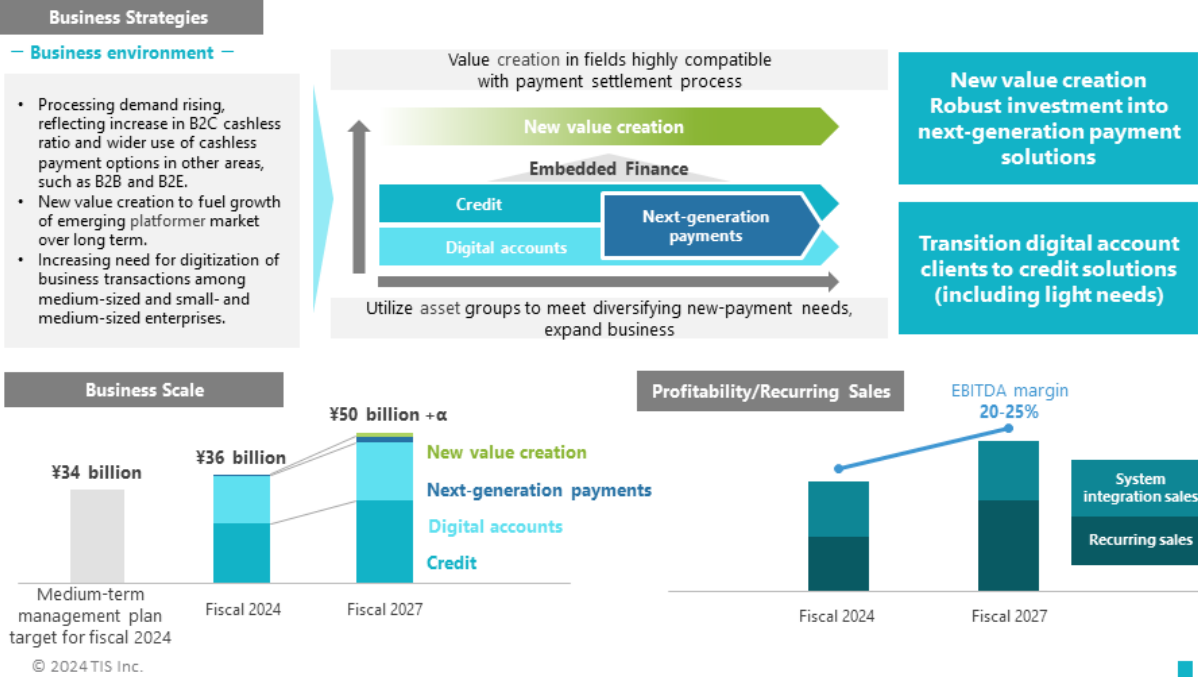 Business Strategies
— Business environment —
• Processing demand rising,
reflecting increase in B2C cashless
ratio and wider use of cashless
payment options in other areas,
such as B2B and B2E.
• New value creation to fuel growth
of emerging platformer market
over long term.
• Increasing need for digitization of
business transactions among
medium-sized and small- and
medium-sized enterprises.
Value creation in fields highly compatible
with payment settlement process
New value creation
Embedded Finance
Credit
Digital accounts
Next-generation
payments
Utilize asset groups to meet diversifying new-payment needs,
expand business
New value creation
Robust investment into
next-generation payment
solutions
Transition digital account
clients to credit solutions
(including light needs)
Business Scale
¥34 billion
¥36 billion
¥50 billion +α
New value creation
Next-generation payments
Digital accounts
Credit
Medium-term
management plan
target for fiscal 2024
Fiscal 2024
Fiscal 2027
Profitability/Recurring Sales
EBITDA margin
20-25%
System
integration sales
Recurring sales
Fiscal 2024
Fiscal 2027
© 2024 TIS Inc.